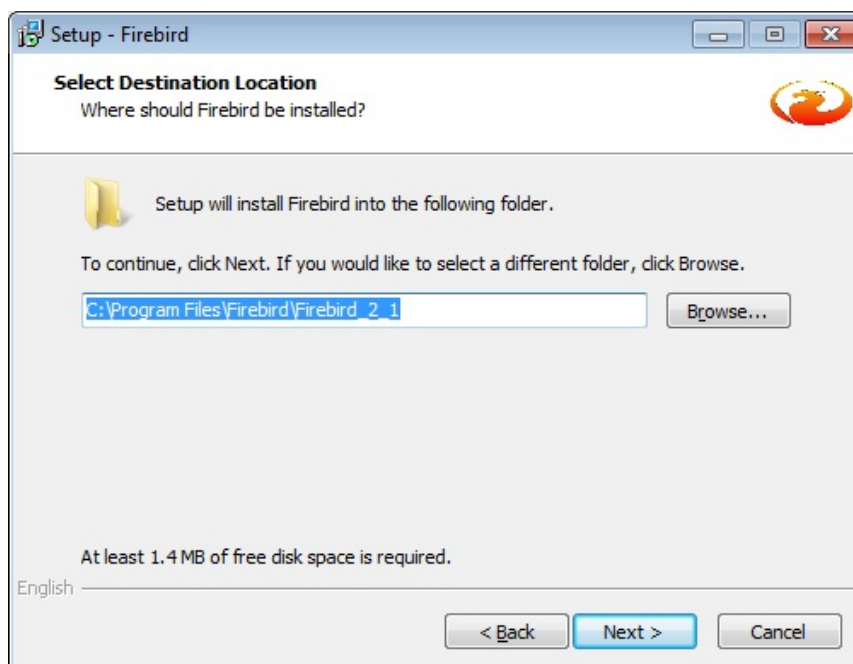 Setup - Firebird
Select Destination Location
Where should Firebird be installed?
Setup will install Firebird into the following folder.
To continue, click Next. If you would like to select a different folder, click Browse.
C:\Program Files\Firebird\Firebird_2_1
Browse...
At least 1.4 MB of free disk space is required.
English
< Back Next > Cancel